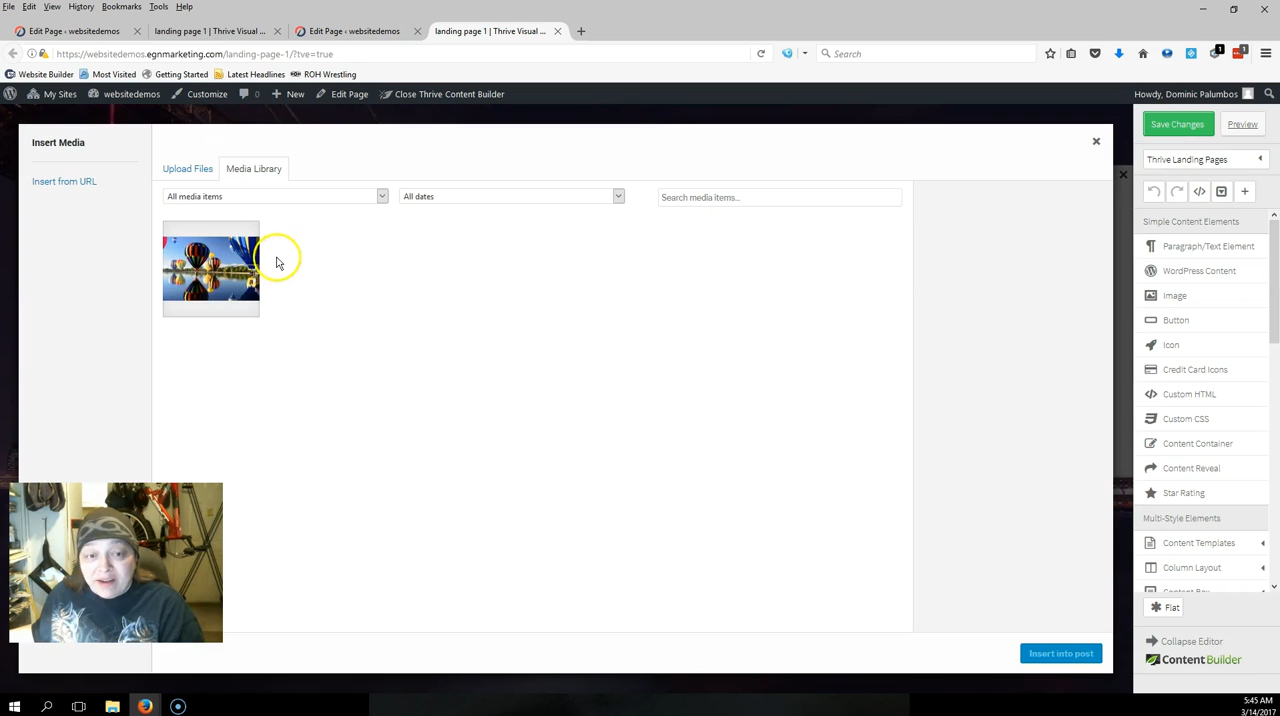 File Edit View History Bookmarks Tools Help
Edit Page ‹ websitedemos × landing page 1 | Thrive Visual ... × Edit Page ‹ websitedemos × landing page 1 | Thrive Visual ... × +
https://websitedemos.egnmarketing.com/landing-page-1/?tve=true Search 1 1
Website Builder Most Visited Getting Started Latest Headlines ROH Wrestling
My Sites websitedemos Customize 0 + New Edit Page Close Thrive Content Builder Howdy, Dominic Palumbos
Insert Media
Insert from URL
Upload Files Media Library
All media items All dates Search media items...
Insert into post
Save Changes Preview
Thrive Landing Pages
Simple Content Elements
Paragraph/Text Element
WordPress Content
Image
Button
Icon
Credit Card Icons
Custom HTML
Custom CSS
Content Container
Content Reveal
Star Rating
Multi-Style Elements
Content Templates
Column Layout
Flat
Collapse Editor
Content Builder
5:45 AM
3/14/2017